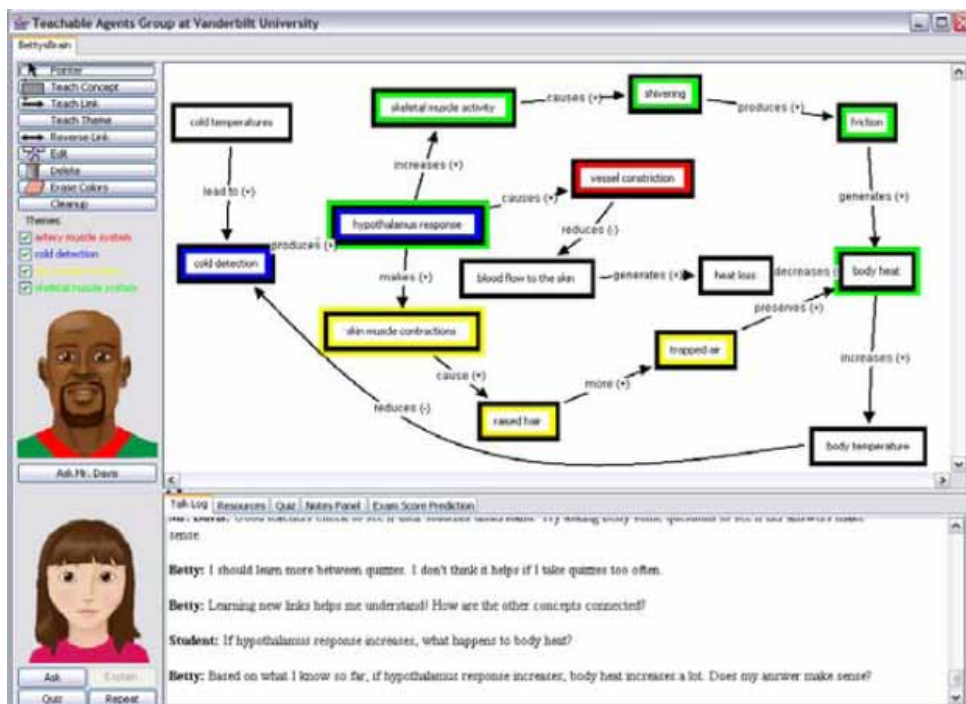 Teachable Agents Group at Vanderbilt University
BettysBrain
Pointer
Teach Concept
Teach Link
Teach Theme
Reverse Link
Edit
Delete
Erase Colors
Cleanup
Themes:
artery muscle system
cold detection
skeletal muscle system
Ask Mr. Davis
Ask
Explain
Quiz
Repeat
cold temperatures
skeletal muscle activity
causes (+)
shivering
produces (+)
friction
increases (+)
lead to (+)
vessel constriction
causes (+)
generates (+)
hypothalamus response
produces (+)
reduces (-)
cold detection
makes (+)
blood flow to the skin
generates (+)
heat loss
decreases (
body heat
preserves (+)
skin muscle contractions
trapped air
increases (+)
cause (+)
more (+)
reduces (-)
raised hair
body temperature
Talk Log
Resources
Quiz
Notes Panel
Exam Score Prediction
sense
Betty: I should learn more between quizzes. I don't think it helps if I take quizzes too often.
Betty: Learning new links helps me understand! How are the other concepts connected?
Student: If hypothalamus response increases, what happens to body heat?
Betty: Based on what I know so far, if hypothalamus response increases, body heat increases a lot. Does my answer make sense?